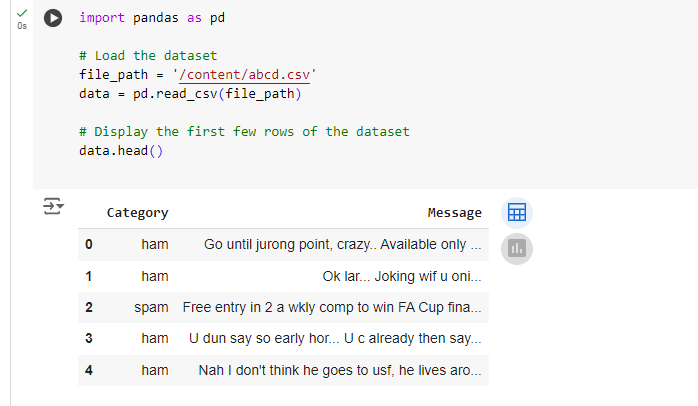 import pandas as pd
0s
# Load the dataset
file_path = '/content/abcd.csv'
data = pd.read_csv(file_path)
# Display the first few rows of the dataset
data.head()
Category Message
0 ham Go until jurong point, crazy.. Available only ...
1 ham Ok lar... Joking wif u oni...
2 spam Free entry in 2 a wkly comp to win FA Cup fina...
3 ham U dun say so early hor... U c already then say...
4 ham Nah I don't think he goes to usf, he lives aro...